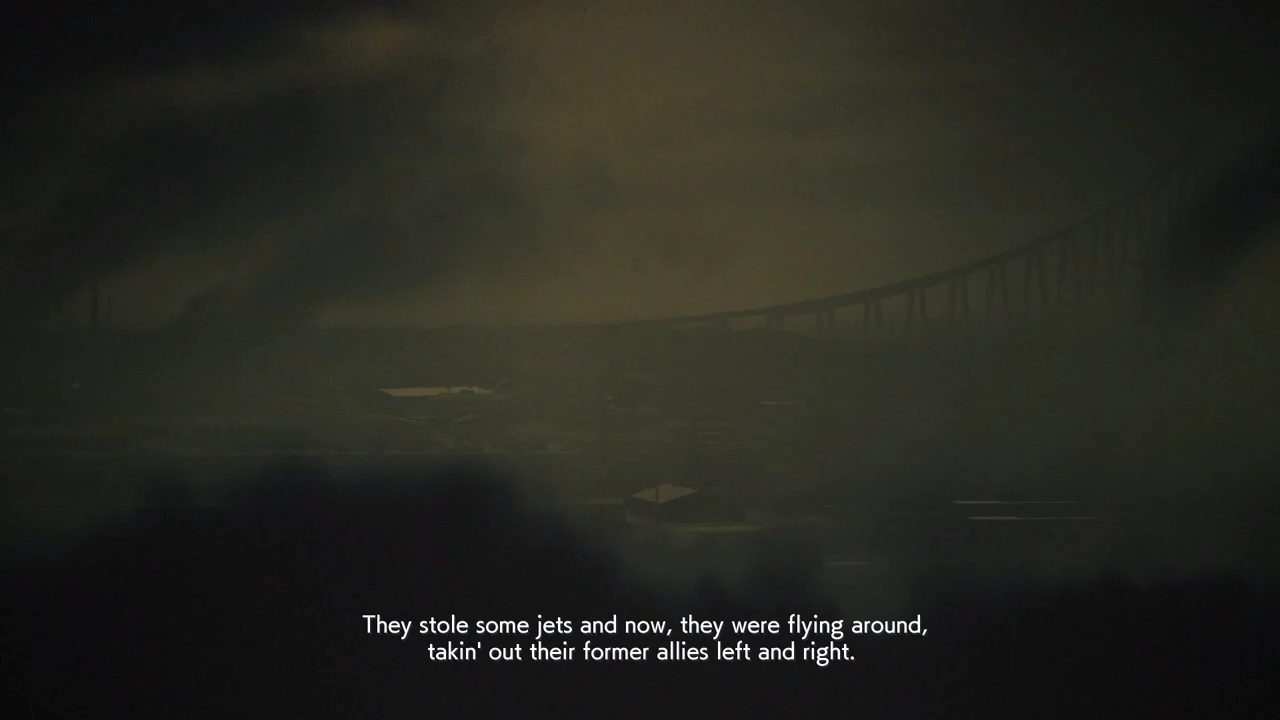 They stole some jets and now, they were flying around,
takin' out their former allies left and right.